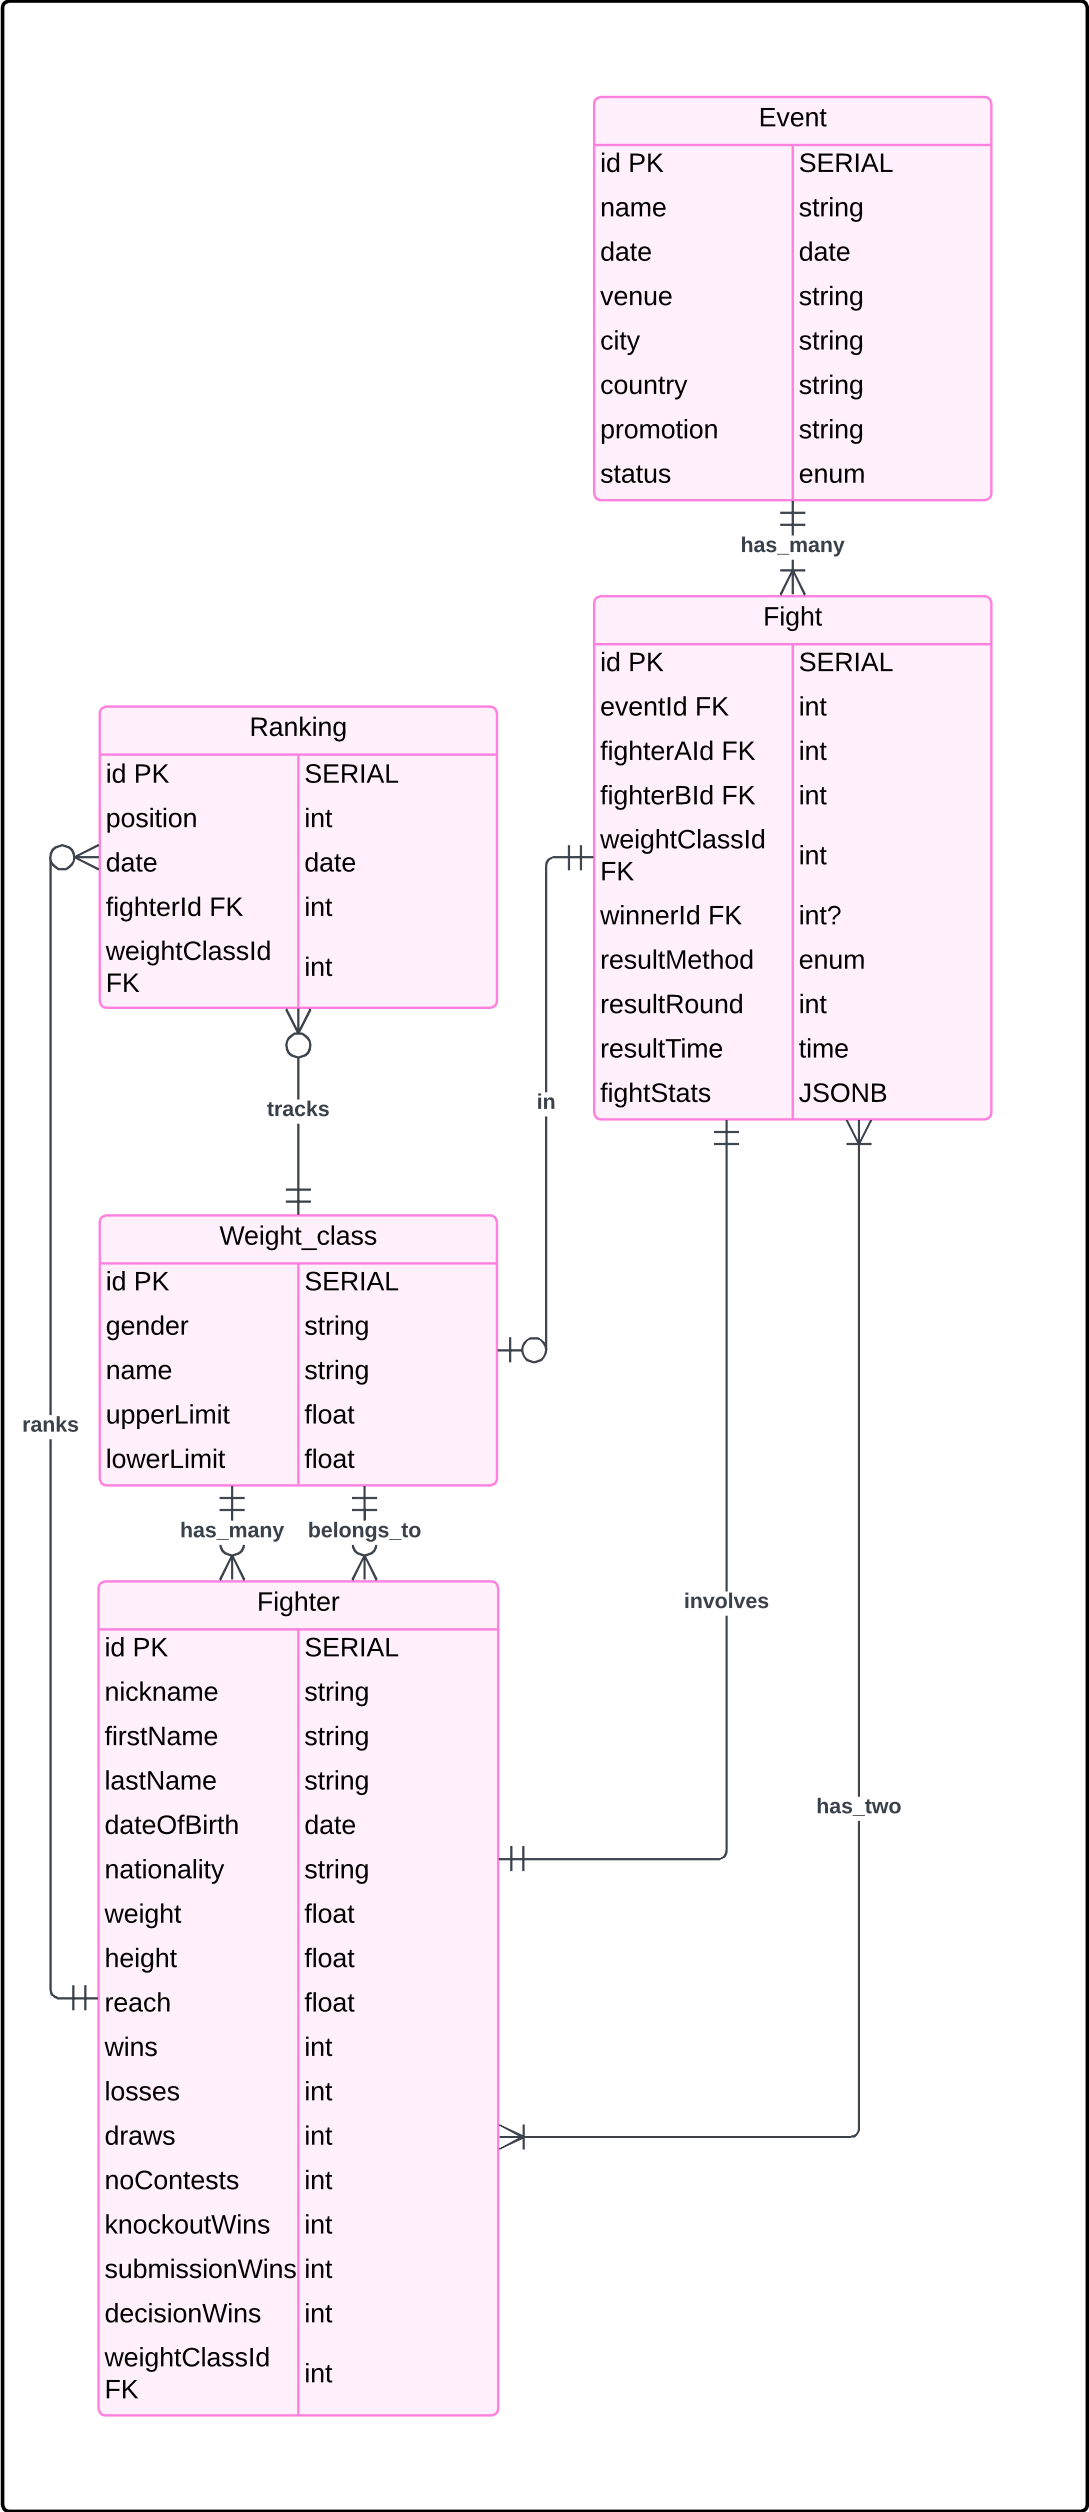 Event
id PK SERIAL
name string
date date
venue string
city string
country string
promotion string
status enum
has_many
Fight
id PK SERIAL
eventId FK int
fighterAId FK int
fighterBId FK int
weightClassId
FK
int
winnerId FK int?
resultMethod enum
resultRound int
resultTime time
fightStats JSONB
Ranking
id PK SERIAL
position int
date date
fighterId FK int
weightClassId
FK
int
tracks
in
Weight_class
id PK SERIAL
gender string
name string
upperLimit float
lowerLimit float
ranks
has_many
belongs_to
involves
has_two
Fighter
id PK SERIAL
nickname string
firstName string
lastName string
dateOfBirth date
nationality string
weight float
height float
reach float
wins int
losses int
draws int
noContests int
knockoutWins int
submissionWins int
decisionWins int
weightClassId
FK
int